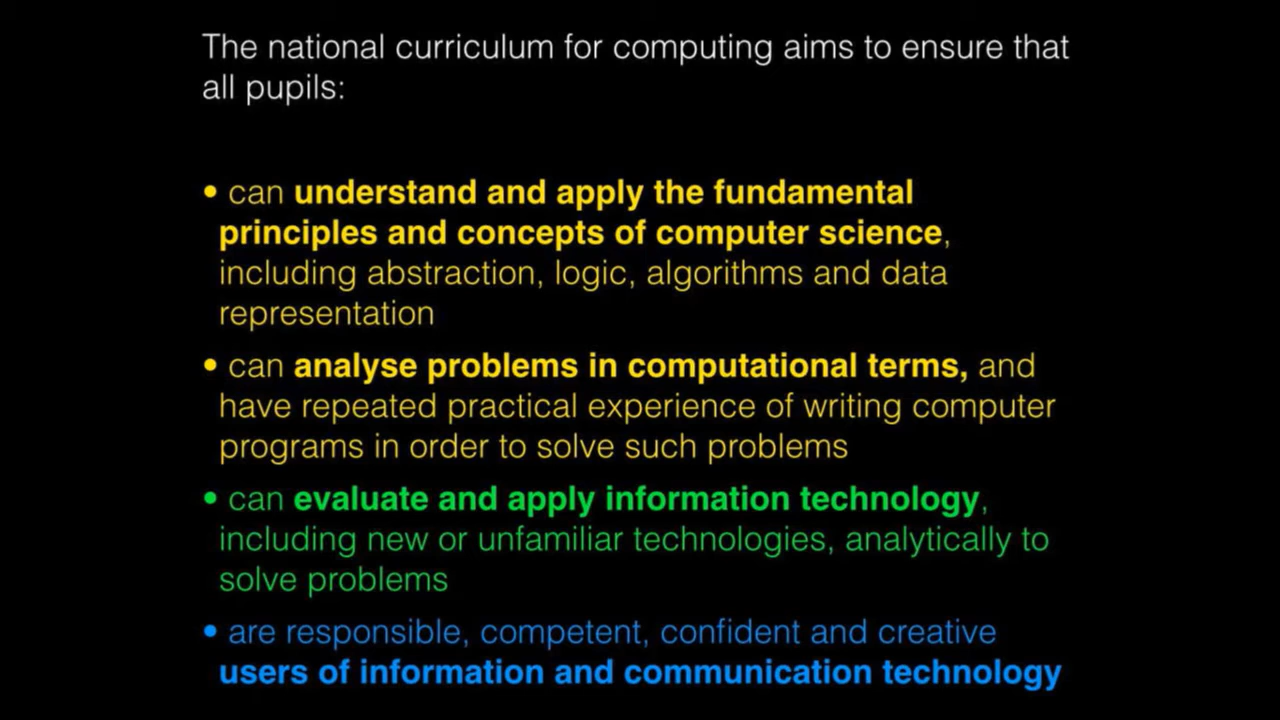 The national curriculum for computing aims to ensure that
all pupils:
• can understand and apply the fundamental
principles and concepts of computer science,
including abstraction, logic, algorithms and data
representation
• can analyse problems in computational terms, and
have repeated practical experience of writing computer
programs in order to solve such problems
• can evaluate and apply information technology,
including new or unfamiliar technologies, analytically to
solve problems
• are responsible, competent, confident and creative
users of information and communication technology